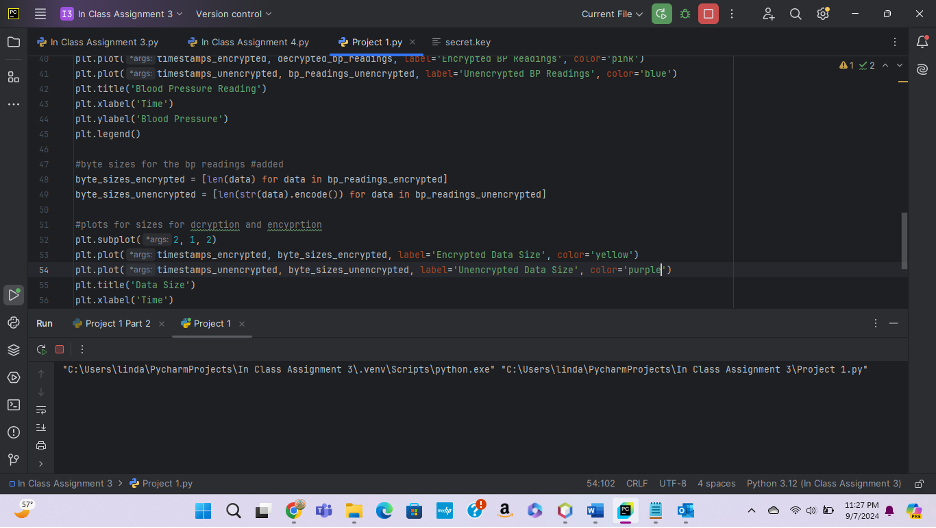 PC I3 In Class Assignment 3 Version control Current File
In Class Assignment 3.py In Class Assignment 4.py Project 1.py secret.key
40 plt.plot( *args: timestamps_encrypted, decrypted_bp_readings, label='Encrypted BP Readings', color='pink')
41 plt.plot( *args: timestamps_unencrypted, bp_readings_unencrypted, label='Unencrypted BP Readings', color='blue')
1 2
42 plt.title('Blood Pressure Reading')
43 plt.xlabel('Time')
44 plt.ylabel('Blood Pressure')
45 plt.legend()
46
47 #byte sizes for the bp readings #added
48 byte_sizes_encrypted = [len(data) for data in bp_readings_encrypted]
49 byte_sizes_unencrypted = [len(str(data).encode()) for data in bp_readings_unencrypted]
50
51 #plots for sizes for dcryption and encyprtion
52 plt.subplot( *args: 2, 1, 2)
53 plt.plot( *args: timestamps_encrypted, byte_sizes_encrypted, label='Encrypted Data Size', color='yellow')
54 plt.plot( *args: timestamps_unencrypted, byte_sizes_unencrypted, label='Unencrypted Data Size', color='purple')
55 plt.title('Data Size')
56 plt.xlabel('Time')
Run Project 1 Part 2 Project 1
"C:\Users\linda\PycharmProjects\In Class Assignment 3\.venv\Scripts\python.exe" "C:\Users\linda\PycharmProjects\In Class Assignment 3\Project 1.py"
In Class Assignment 3 Project 1.py 54:102 CRLF UTF-8 4 spaces Python 3.12 (In Class Assignment 3)
57° 11:27 PM
9/7/2024